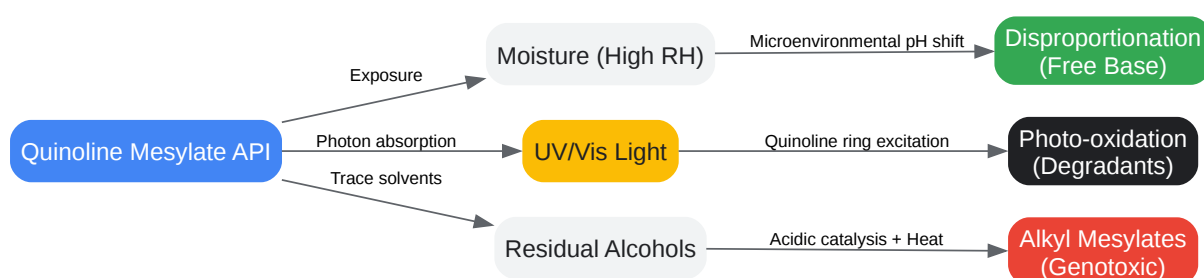 Quinoline Mesylate API
Exposure
Moisture (High RH)
Microenvironmental pH shift
Disproportionation
(Free Base)
Photon absorption
UV/Vis Light
Quinoline ring excitation
Photo-oxidation
(Degradants)
Trace solvents
Residual Alcohols
Acidic catalysis + Heat
Alkyl Mesylates
(Genotoxic)